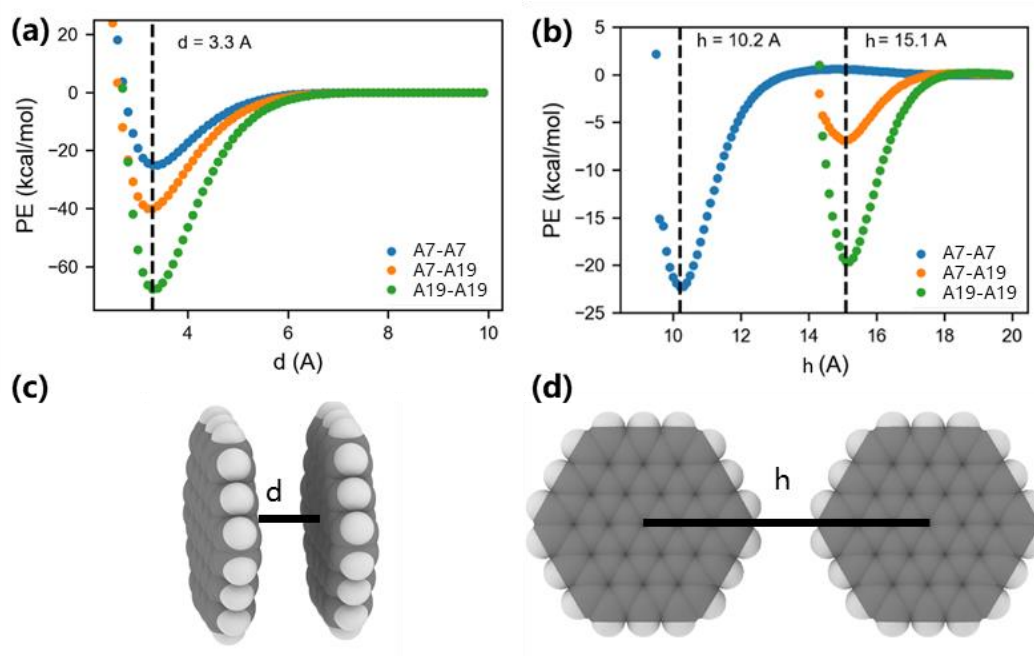 (a)
d = 3.3 A
20
0
−20
−40
−60
PE (kcal/mol)
A7-A7
A7-A19
A19-A19
4
6
8
10
d (A)
(b)
h = 10.2 A
h = 15.1 A
5
0
−5
−10
−15
−20
−25
PE (kcal/mol)
A7-A7
A7-A19
A19-A19
10
12
14
16
18
20
h (A)
(c)
d
(d)
h